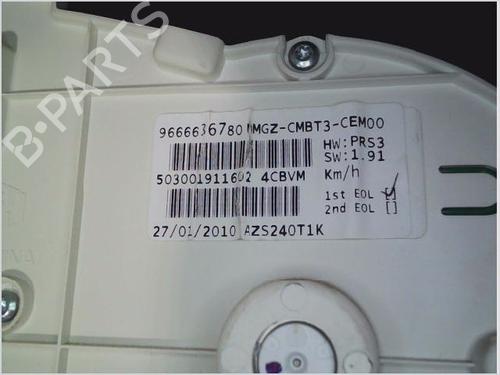 B-PARTS
9666636780 MGZ-CMBT3-CEM00
HW:PRS3
SW:1.91
503001911602 4CBVM Km/h
1st EOL [✓]
2nd EOL []
27/01/2010 AZS240T1K